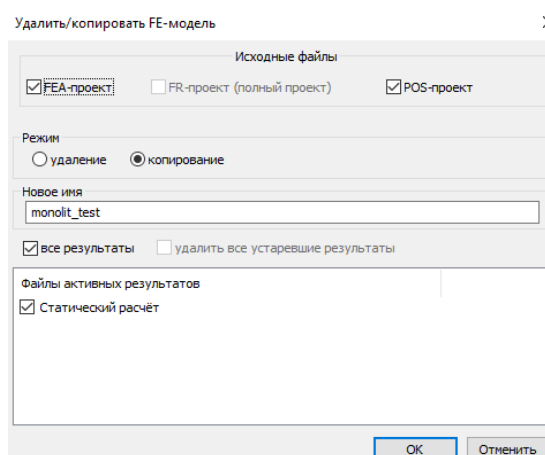 Удалить/копировать FE-модель
Исходные файлы
FEA-проект FR-проект (полный проект) POS-проект
Режим
удаление копирование
Новое имя
monolit_test
все результаты удалить все устаревшие результаты
Файлы активных результатов
Статический расчёт
OK Отменить